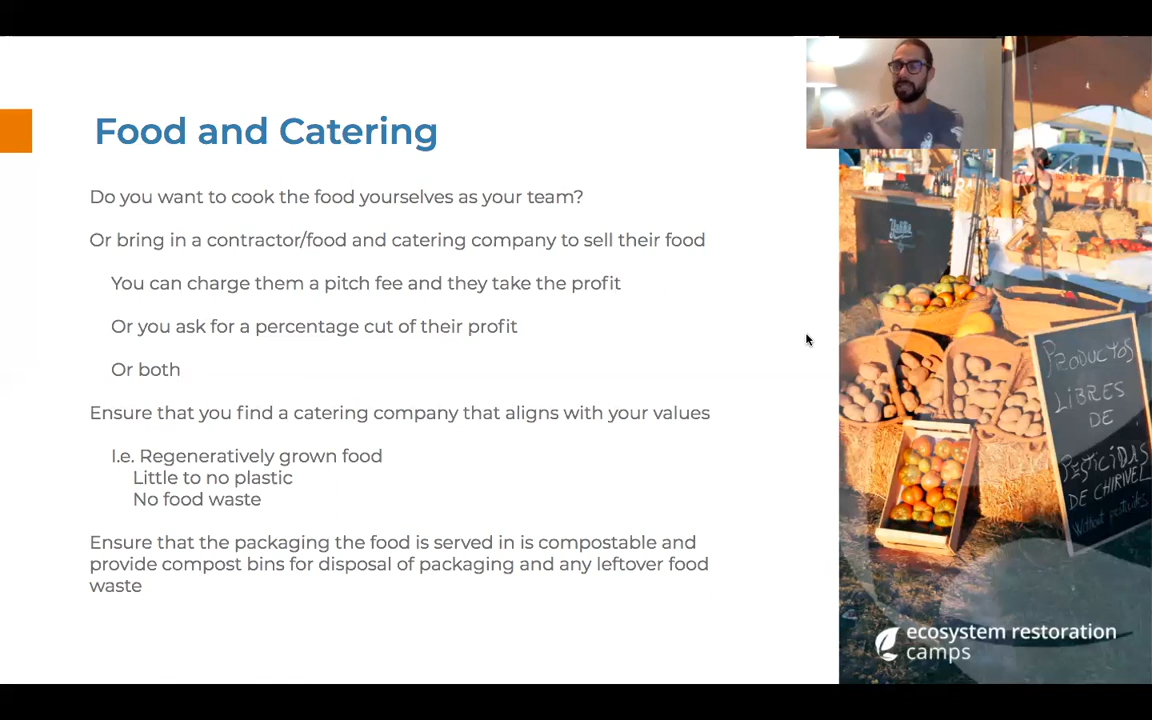 Food and Catering
Do you want to cook the food yourselves as your team?
Or bring in a contractor/food and catering company to sell their food
You can charge them a pitch fee and they take the profit
Or you ask for a percentage cut of their profit
Or both
Ensure that you find a catering company that aligns with your values
I.e. Regeneratively grown food
Little to no plastic
No food waste
Ensure that the packaging the food is served in is compostable and
provide compost bins for disposal of packaging and any leftover food
waste
PRODUCTOS
LIBRES
DE
PESTICIDAS
DE CHIRIVEL
Without pesticides
ecosystem restoration
camps